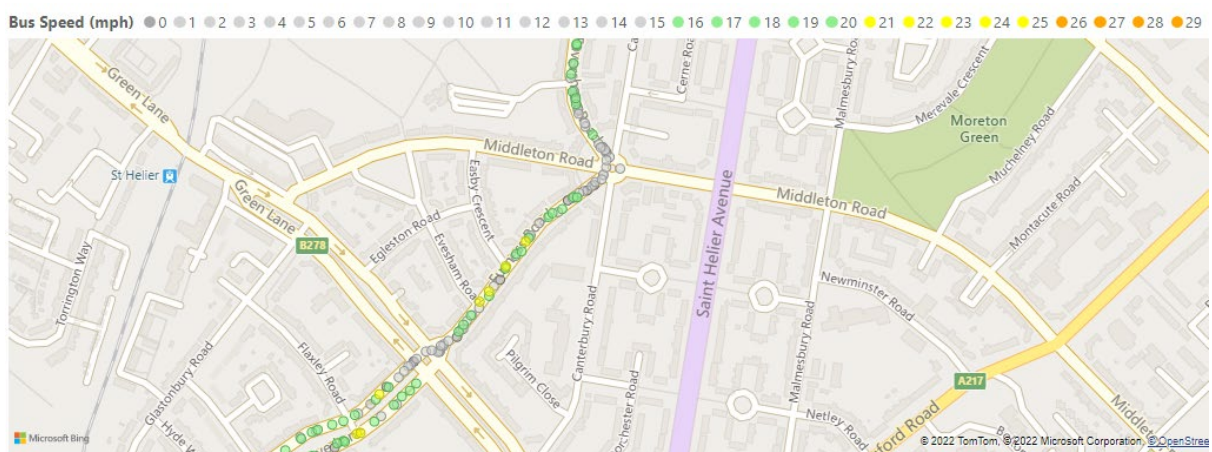 Bus Speed (mph) 0 1 2 3 4 5 6 7 8 9 10 11 12 13 14 15 16 17 18 19 20 21 22 23 24 25 26 27 28 29
Green Lane
Cerne Road
Malmesbury Road
Merevale Crescent
Moreton
Green
Muchelney Road
Middleton Road
St Helier
Easby Crescent
Green Lane
Saint Helier Avenue
Middleton Road
Montacute Road
Egleston Road
B278
Evesham Road
Torrington Way
Newminster Road
Canterbury Road
Glastonbury Road
Flaxley Road
Pilgrim Close
Malmesbury Road
A217
Netley Road
Microsoft Bing
© 2022 TomTom, © 2022 Microsoft Corporation, © OpenStree